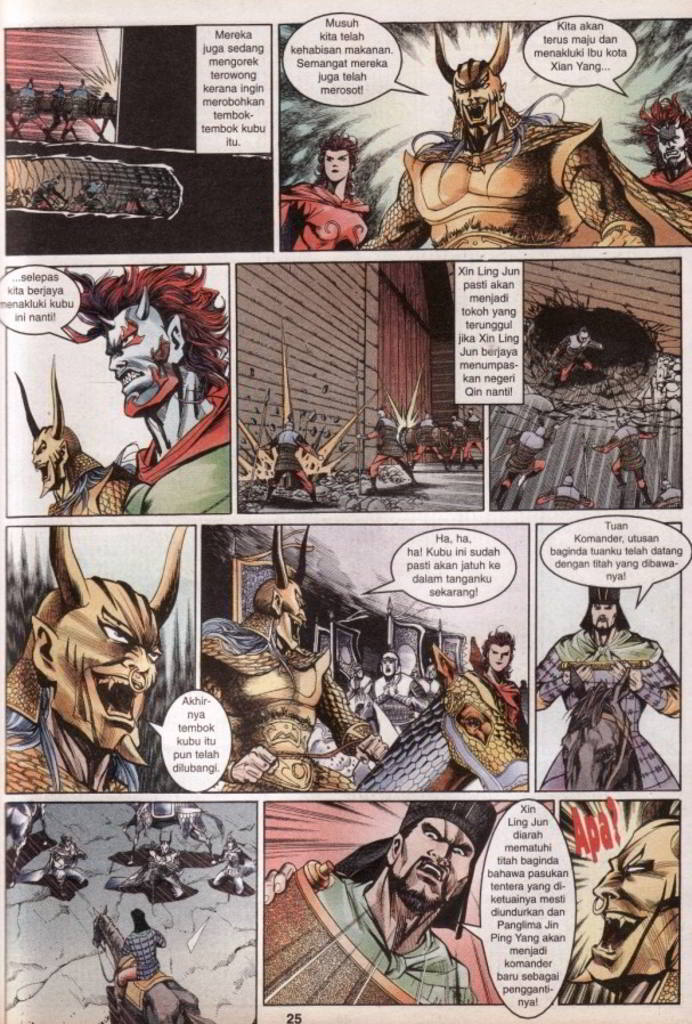 Mereka
juga sedang
mengorek
terowong
kerana ingin
merobohkan
tembok-
tembok kubu
itu.
Musuh
kita telah
kehabisan makanan.
Semangat mereka
juga telah
merosot!
Kita akan
terus maju dan
menakluki Ibu kota
Xian Yang...
...selepas
kita berjaya
menakluki kubu
ini nanti!
Xin Ling Jun
pasti akan
menjadi
tokoh yang
terunggul
jika Xin Ling
Jun berjaya
menumpas-
kan negeri
Qin nanti!
Akhir-
nya
tembok
kubu itu
pun telah
dilubangi.
Ha, ha,
ha! Kubu ini sudah
pasti akan jatuh ke
dalam tanganku
sekarang!
Tuan
Komander, utusan
baginda tuanku telah datang
dengan titah yang dibawa-
nya!
Xin
Ling Jun
diarah
mematuhi
titah baginda
bahawa pasukan
tentera yang di-
ketuainya mesti
diundurkan dan
Panglima Jin
Ping Yang akan
menjadi
komander
baru sebagai
pengganti-
nya!
Apa?
25